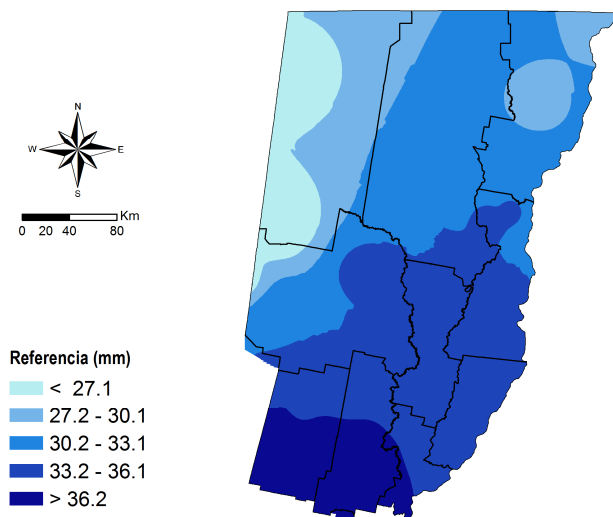 N
W E
S
Km
0 20 40 80
Referencia (mm)
< 27.1
27.2 - 30.1
30.2 - 33.1
33.2 - 36.1
> 36.2